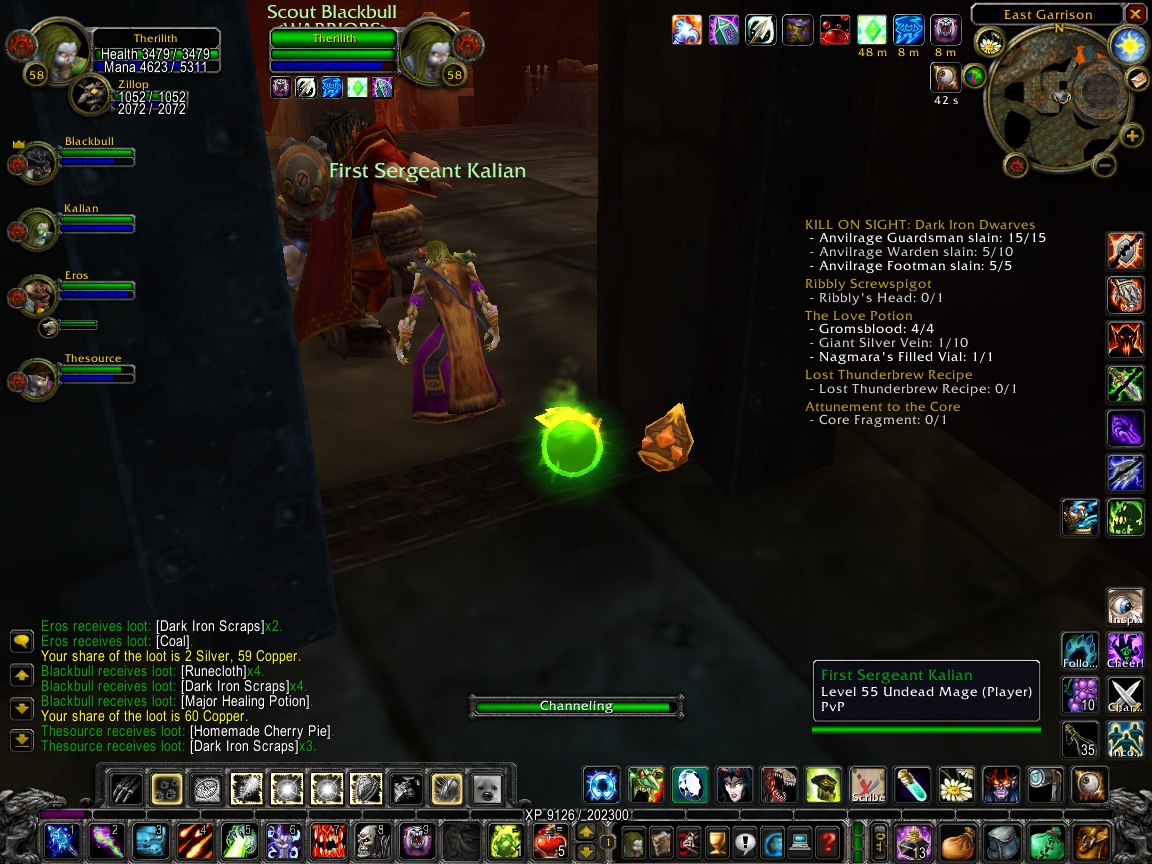 Therilith
Health 3479 / 3479
Mana 4623 / 5311
58
Zillop
1052 / 1052
2072 / 2072
Blackbull
Kalian
Eros
Thesource
Scout Blackbull
WARRIORS
Therilith
58
First Sergeant Kalian
48 m
8 m
8 m
42 s
East Garrison
N
KILL ON SIGHT: Dark Iron Dwarves
- Anvilrage Guardsman slain: 15/15
- Anvilrage Warden slain: 5/10
- Anvilrage Footman slain: 5/5
Ribbly Screwspigot
- Ribbly's Head: 0/1
The Love Potion
- Gromsblood: 4/4
- Giant Silver Vein: 1/10
- Nagmara's Filled Vial: 1/1
Lost Thunderbrew Recipe
- Lost Thunderbrew Recipe: 0/1
Attunement to the Core
- Core Fragment: 0/1
Eros receives loot: [Dark Iron Scraps]x2.
Eros receives loot: [Coal].
Your share of the loot is 2 Silver, 59 Copper.
Blackbull receives loot: [Runecloth]x4.
Blackbull receives loot: [Dark Iron Scraps]x4.
Blackbull receives loot: [Major Healing Potion].
Your share of the loot is 60 Copper.
Thesource receives loot: [Homemade Cherry Pie].
Thesource receives loot: [Dark Iron Scraps]x3.
Channeling
First Sergeant Kalian
Level 55 Undead Mage (Player)
PvP
Follo...
Cheer!
10
35
Scribe
XP 9126 / 202300
1
2
3
4
5
6
7
8
9
5
1
13